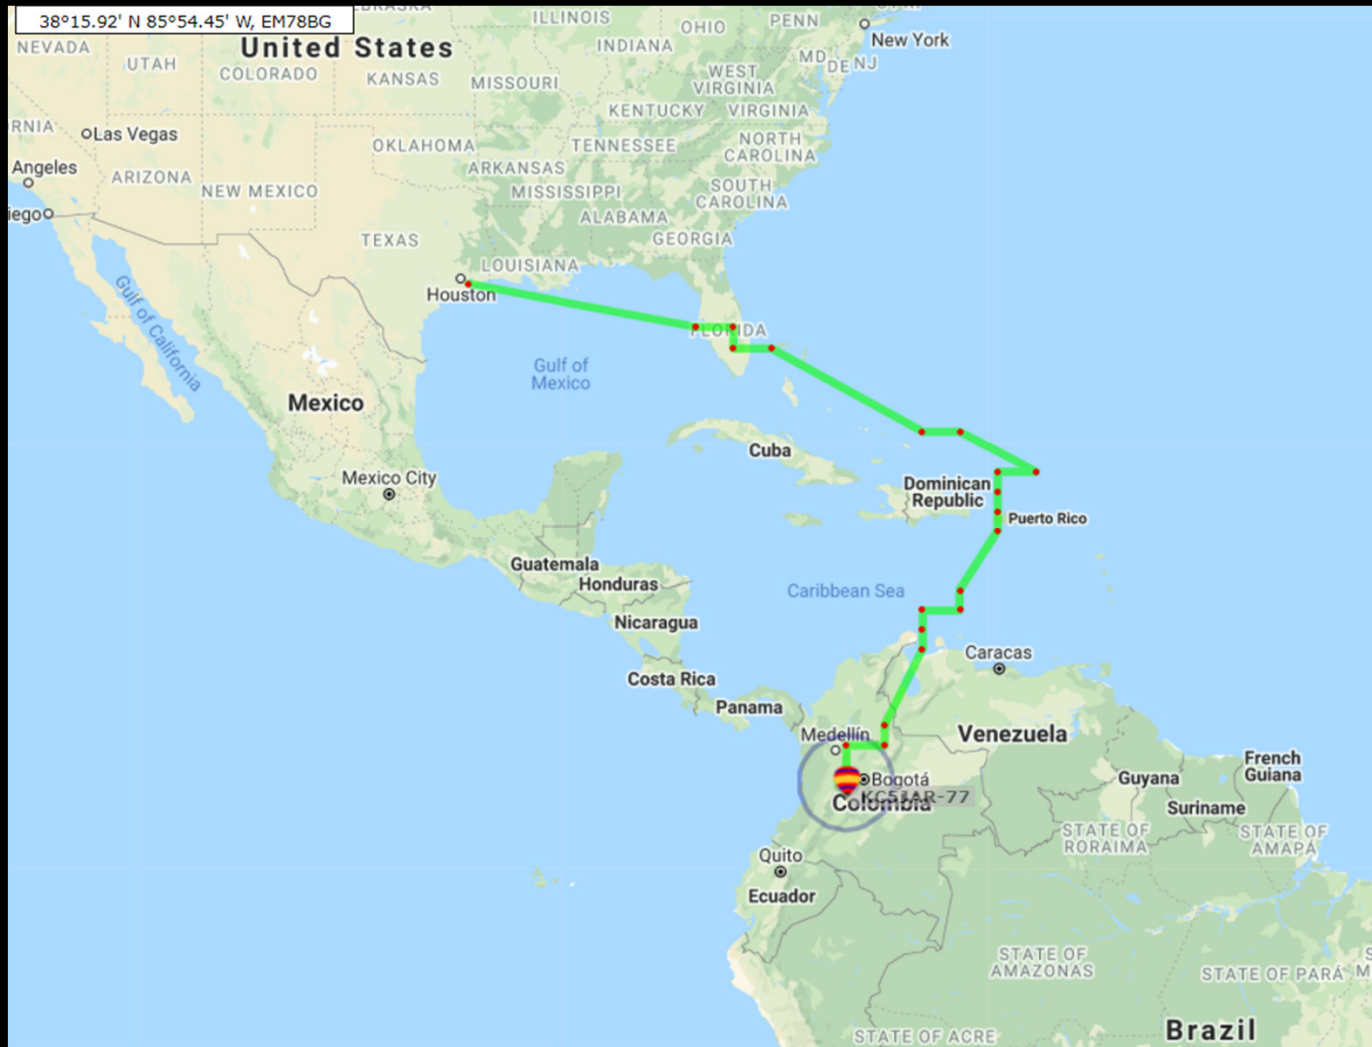 38°15.92' N 85°54.45' W, EM78BG
United States
NEVADA
UTAH
COLORADO
KANSAS
MISSOURI
ILLINOIS
INDIANA
OHIO
PENN
New York
MD
DE
NJ
WEST
VIRGINIA
KENTUCKY
VIRGINIA
Las Vegas
OKLAHOMA
TENNESSEE
NORTH
CAROLINA
Angeles
ARIZONA
NEW MEXICO
ARKANSAS
MISSISSIPPI
SOUTH
CAROLINA
iego
ALABAMA
GEORGIA
TEXAS
LOUISIANA
Houston
Gulf of California
FLORIDA
Gulf of
Mexico
Mexico
Cuba
Mexico City
Dominican
Republic
Puerto Rico
Guatemala
Honduras
Caribbean Sea
Nicaragua
Caracas
Costa Rica
Panama
Medellín
Venezuela
French
Guiana
Bogotá
Guyana
Colombia
Suriname
STATE OF
RORAIMA
STATE OF
AMAPÁ
Quito
Ecuador
STATE OF
AMAZONAS
STATE OF PARÁ
STATE OF ACRE
Brazil